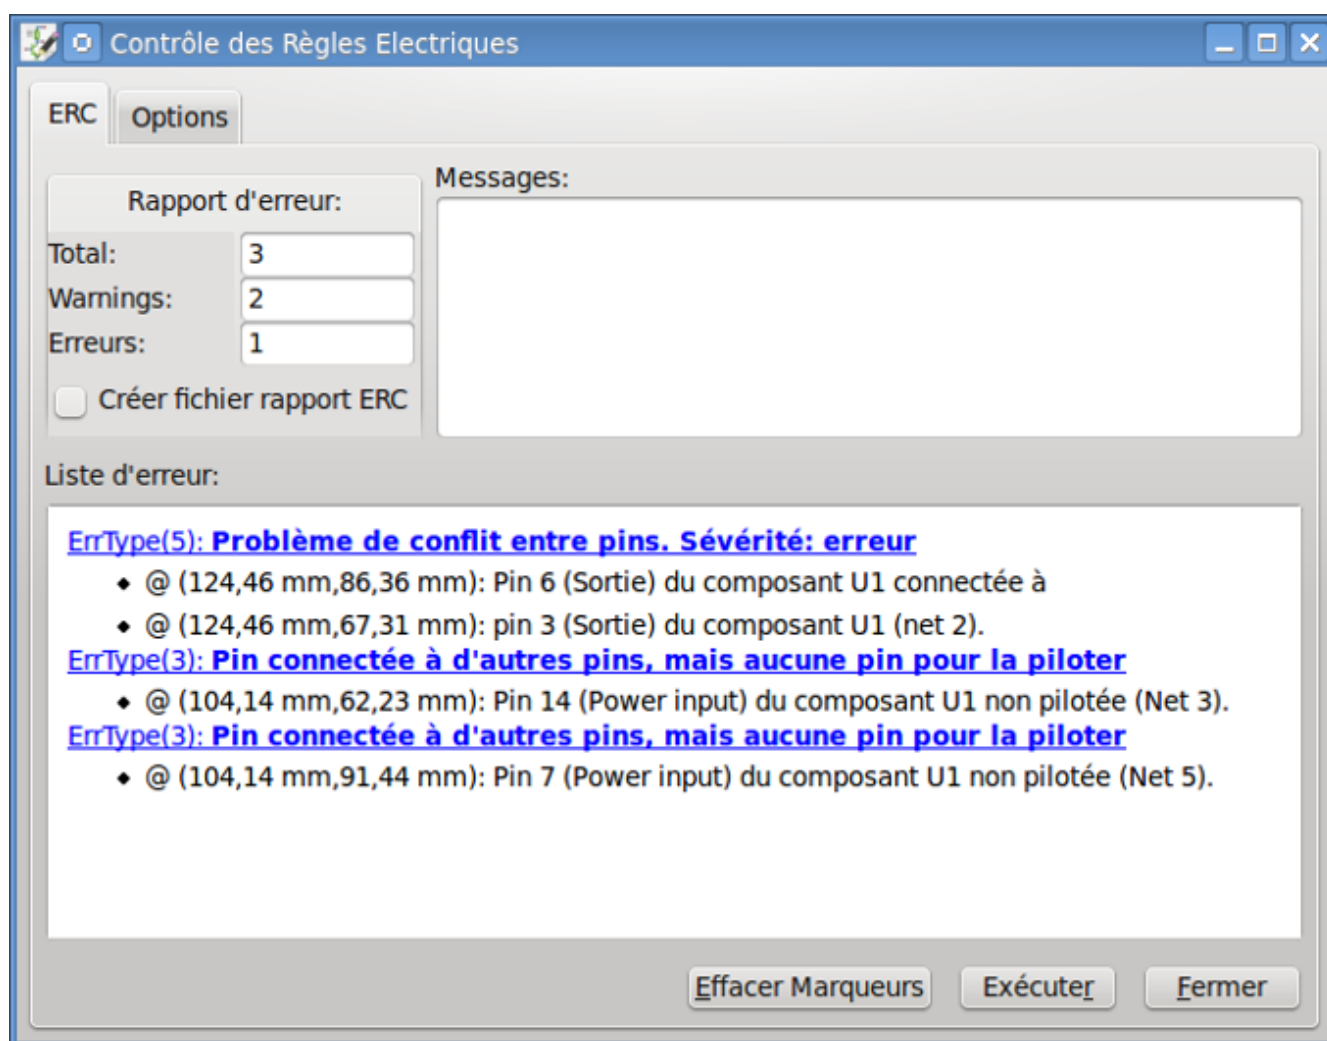 Contrôle des Règles Electriques
ERC Options
Rapport d'erreur:
Messages:
Total: 3
Warnings: 2
Erreurs: 1
Créer fichier rapport ERC
Liste d'erreur:
ErrType(5): Problème de conflit entre pins. Sévérité: erreur
@ (124,46 mm,86,36 mm): Pin 6 (Sortie) du composant U1 connectée à
@ (124,46 mm,67,31 mm): pin 3 (Sortie) du composant U1 (net 2).
ErrType(3): Pin connectée à d'autres pins, mais aucune pin pour la piloter
@ (104,14 mm,62,23 mm): Pin 14 (Power input) du composant U1 non pilotée (Net 3).
ErrType(3): Pin connectée à d'autres pins, mais aucune pin pour la piloter
@ (104,14 mm,91,44 mm): Pin 7 (Power input) du composant U1 non pilotée (Net 5).
Effacer Marqueurs Exécuter Fermer